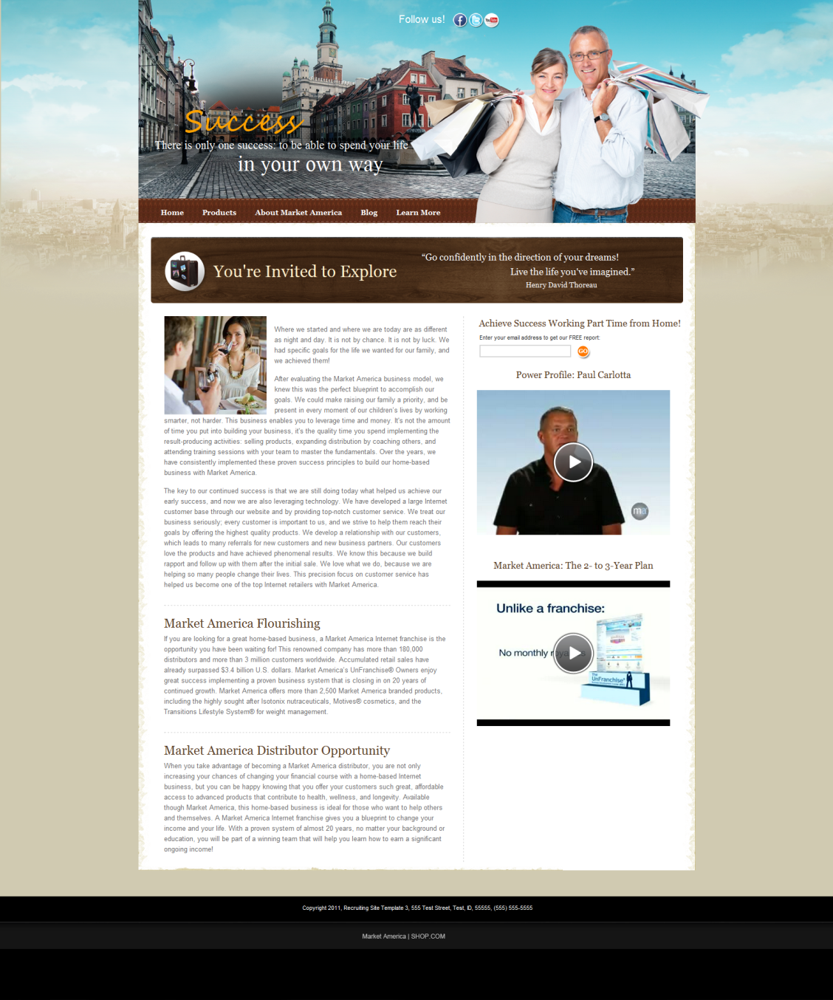 Follow us!
f
You Tube
Success
There is only one success: to be able to spend your life
in your own way
Home
Products
About Market America
Blog
Learn More
You're Invited to Explore
“Go confidently in the direction of your dreams!
Live the life you've imagined.”
Henry David Thoreau
Where we started and where we are today are as different
as night and day. It is not by chance. It is not by luck. We
had specific goals for the life we wanted for our family, and
we achieved them!
After evaluating the Market America business model, we
knew this was the perfect blueprint to accomplish our
goals. We could make raising our family a priority, and be
present in every moment of our children's lives by working
smarter, not harder. This business enables you to leverage time and money. It's not the amount
of time you put into building your business, it's the quality time you spend implementing the
result-producing activities: selling products, expanding distribution by coaching others, and
attending training sessions with your team to master the fundamentals. Over the years, we
have consistently implemented these proven success principles to build our home-based
business with Market America.
The key to our continued success is that we are still doing today what helped us achieve our
early success, and now we are also leveraging technology. We have developed a large Internet
customer base through our website and by providing top-notch customer service. We treat our
business seriously; every customer is important to us, and we strive to help them reach their
goals by offering the highest quality products. We develop a relationship with our customers,
which leads to many referrals for new customers and new business partners. Our customers
love the products and have achieved phenomenal results. We know this because we build
rapport and follow up with them after the initial sale. We love what we do, because we are
helping so many people change their lives. This precision focus on customer service has
helped us become one of the top Internet retailers with Market America.
Market America Flourishing
If you are looking for a great home-based business, a Market America Internet franchise is the
opportunity you have been waiting for! This renowned company has more than 180,000
distributors and more than 3 million customers worldwide. Accumulated retail sales have
already surpassed $3.4 billion U.S. dollars. Market America's UnFranchise® Owners enjoy
great success implementing a proven business system that is closing in on 20 years of
continued growth. Market America offers more than 2,500 Market America branded products,
including the highly sought after Isotonix nutraceuticals, Motives® cosmetics, and the
Transitions Lifestyle System® for weight management.
Market America Distributor Opportunity
When you take advantage of becoming a Market America distributor, you are not only
increasing your chances of changing your financial course with a home-based Internet
business, but you can be happy knowing that you offer your customers such great, affordable
access to advanced products that contribute to health, wellness, and longevity. Available
though Market America, this home-based business is ideal for those who want to help others
and themselves. A Market America Internet franchise gives you a blueprint to change your
income and your life. With a proven system of almost 20 years, no matter your background or
education, you will be part of a winning team that will help you learn how to earn a significant
ongoing income!
Achieve Success Working Part Time from Home!
Enter your email address to get our FREE report:
GO
Power Profile: Paul Carlotta
ma
Market America: The 2- to 3-Year Plan
Unlike a franchise:
No monthly
The
UnFranchise®
Copyright 2011, Recruiting Site Template 3, 555 Test Street, Test, ID, 55555, (555) 555-5555
Market America | SHOP.COM